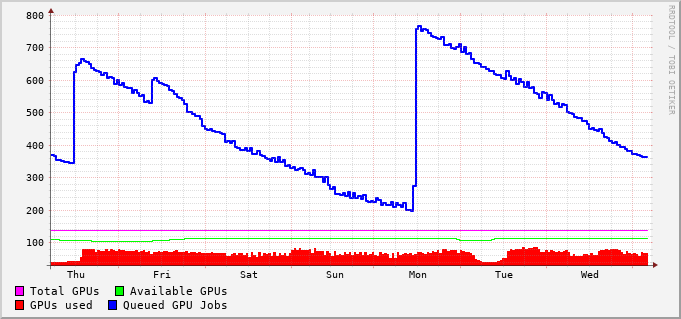 800
700
600
500
400
300
200
100
Thu Fri Sat Sun Mon Tue Wed
Total GPUs Available GPUs
GPUs used Queued GPU Jobs
RRDTOOL / TOBI OETIKER